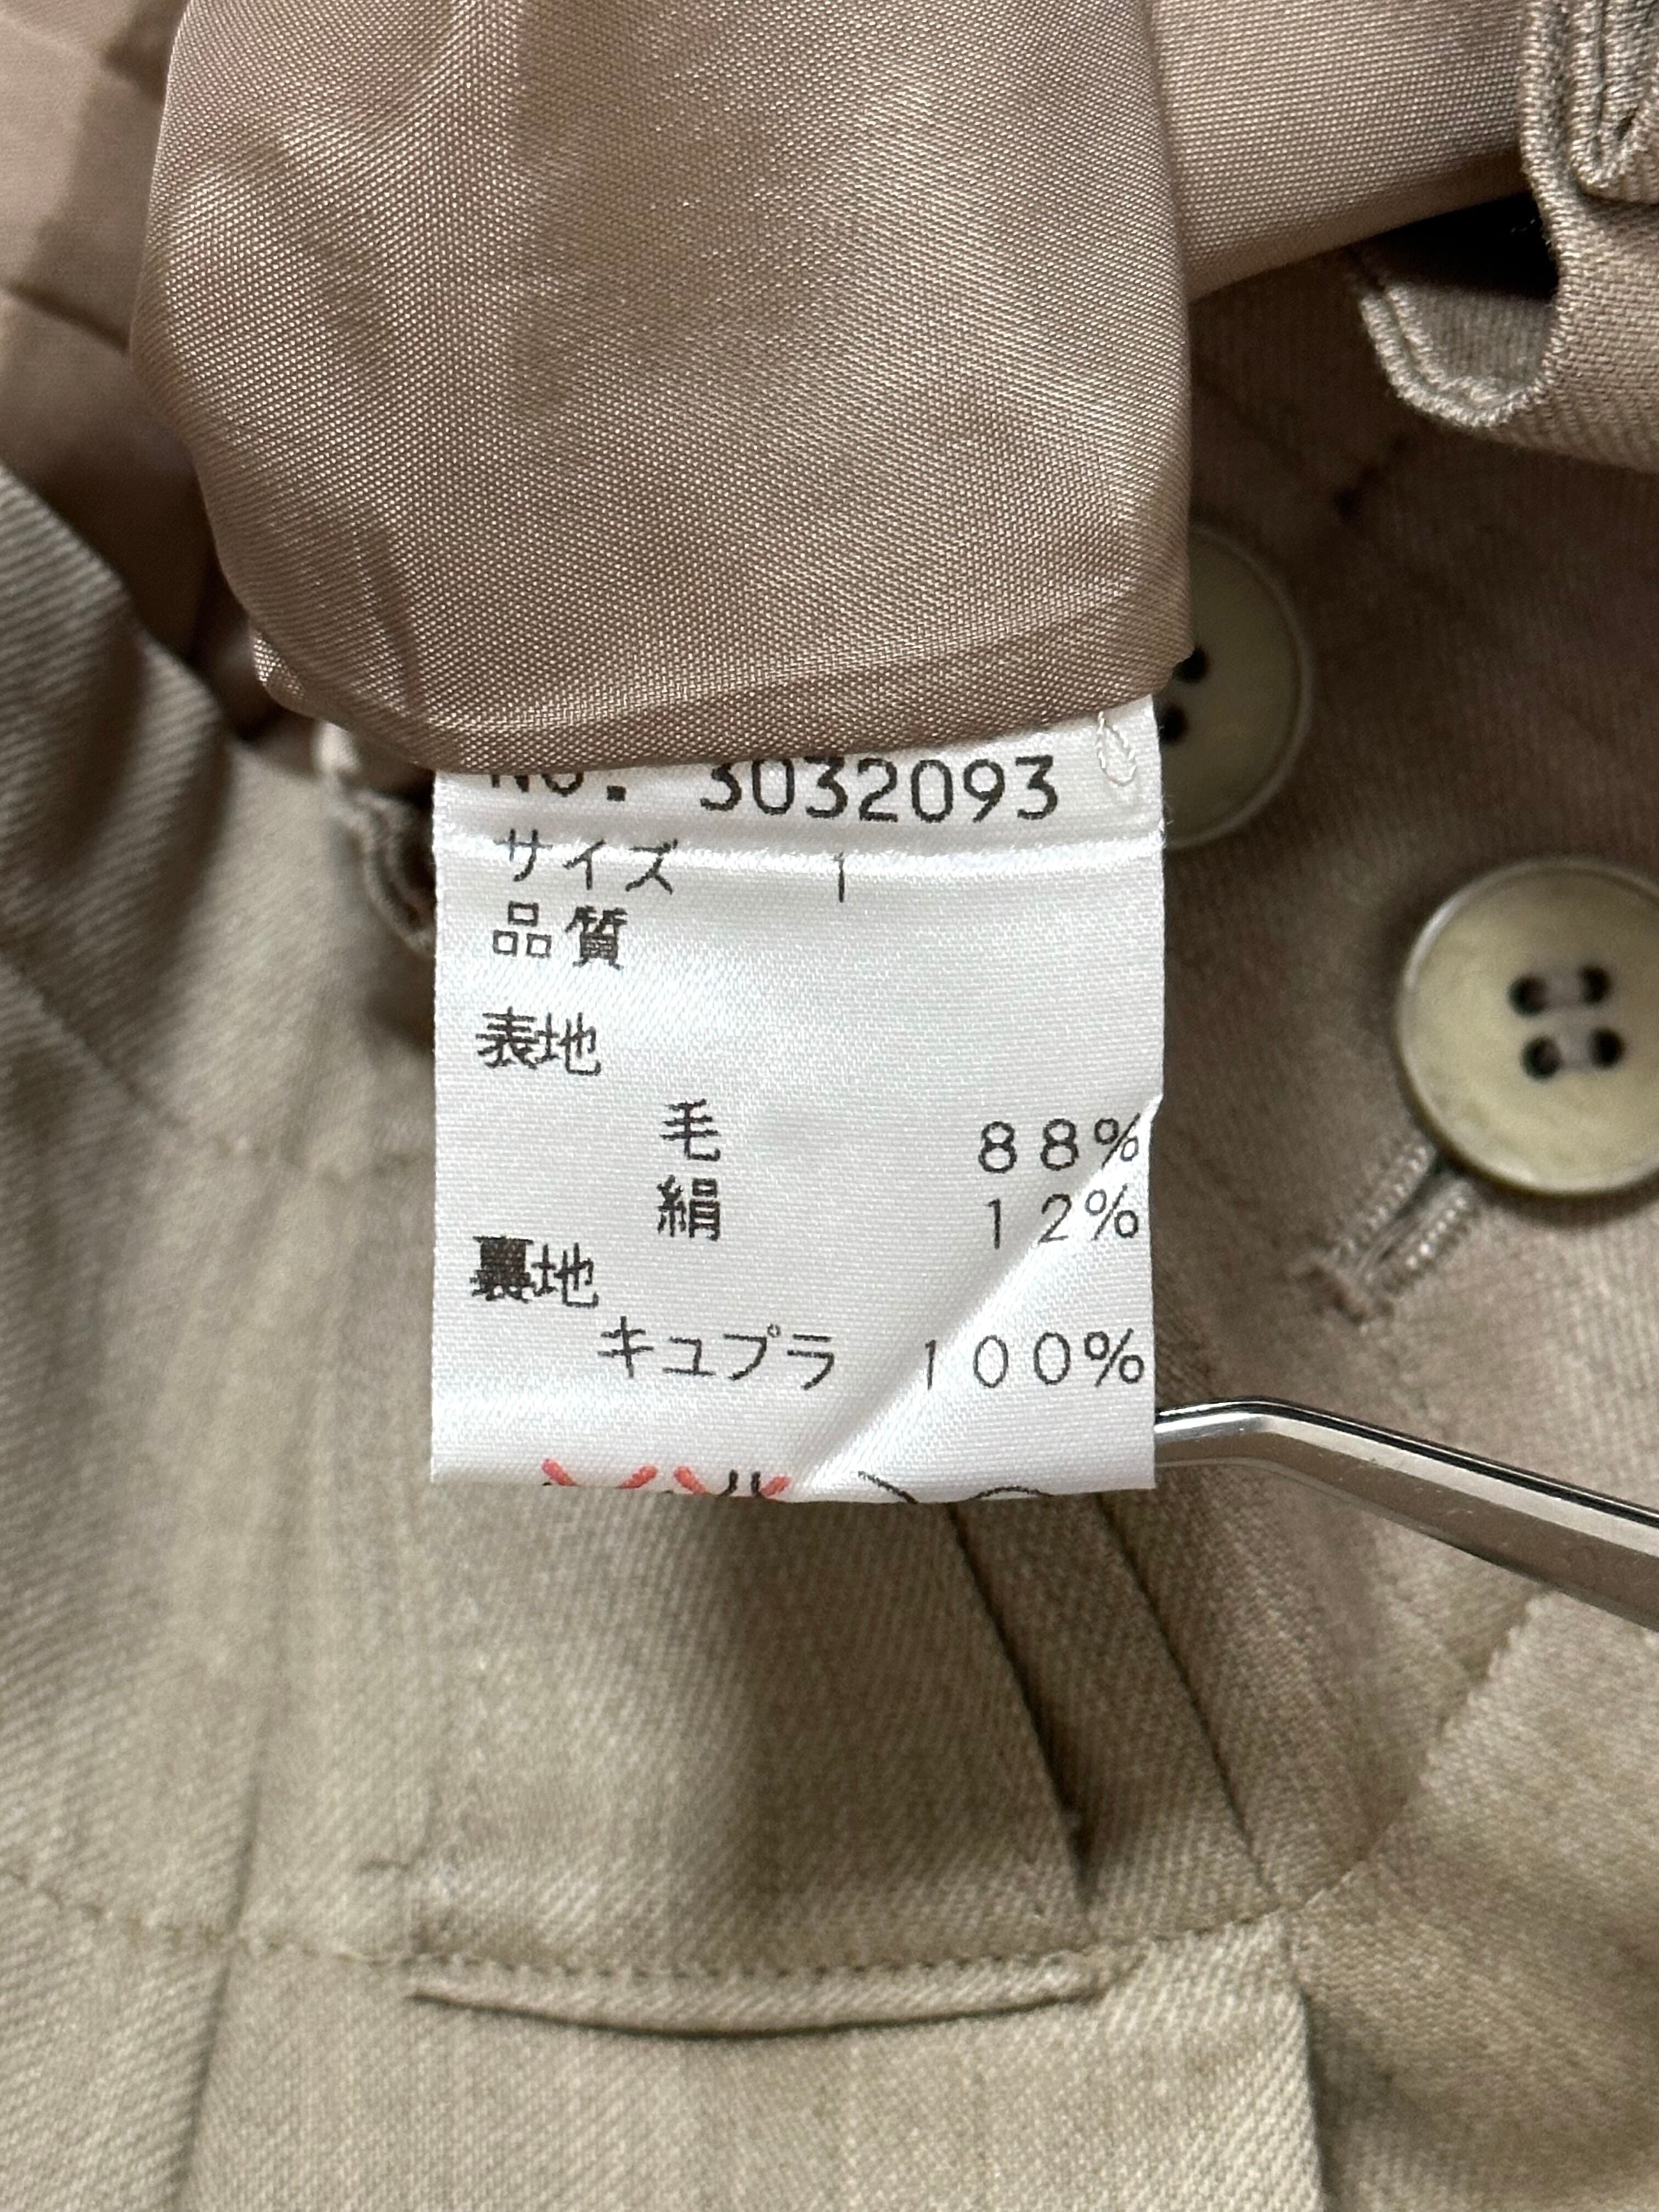 No. 3032093
サイズ 1
品質
表地
毛 88%
絹 12%
裏地
キュプラ 100%